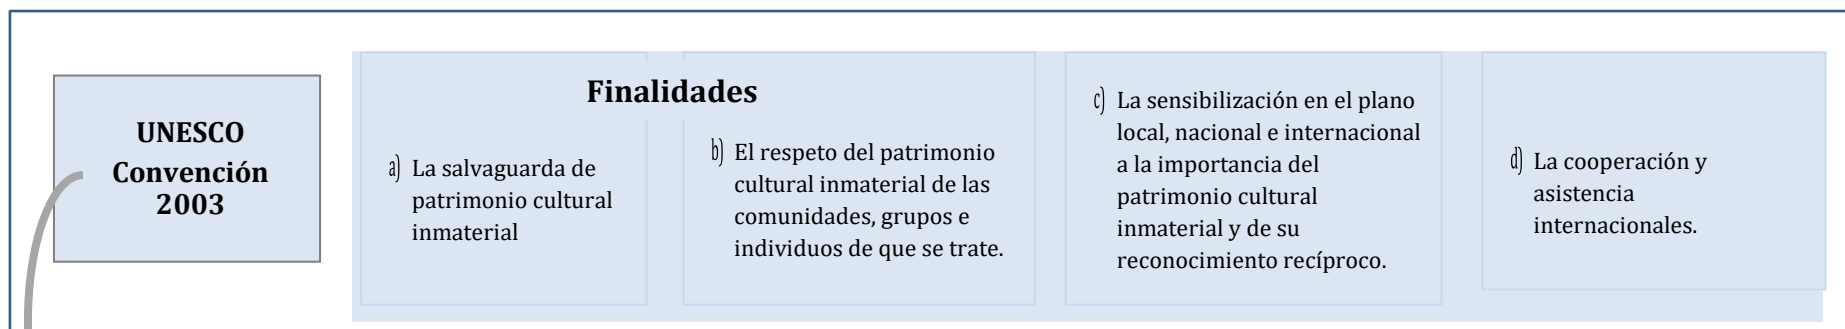 UNESCO
Convención
2003
Finalidades
a) La salvaguarda de
patrimonio cultural
inmaterial
b) El respeto del patrimonio
cultural inmaterial de las
comunidades, grupos e
individuos de que se trate.
c) La sensibilización en el plano
local, nacional e internacional
a la importancia del
patrimonio cultural
inmaterial y de su
reconocimiento recíproco.
d) La cooperación y
asistencia
internacionales.